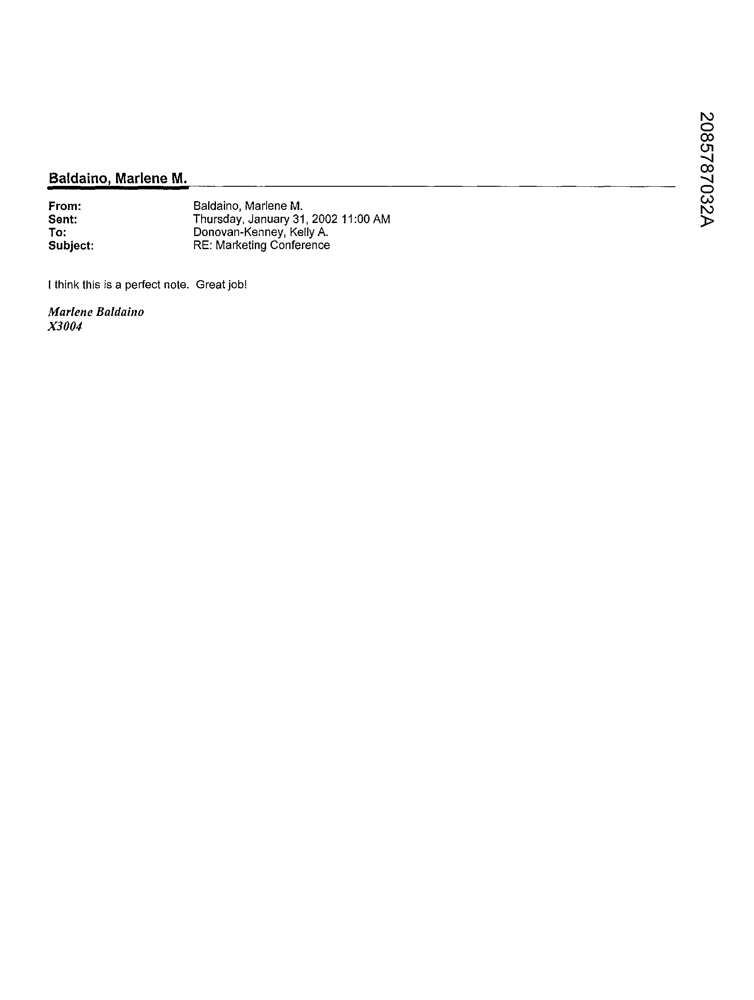 2085787032A
Baldaino, Marlene M.
From: Baldaino, Marlene M.
Sent: Thursday, January 31, 2002 11:00 AM
To: Donovan-Kenney, Kelly A.
Subject: RE: Marketing Conference
I think this is a perfect note. Great job!
Marlene Baldaino
X3004